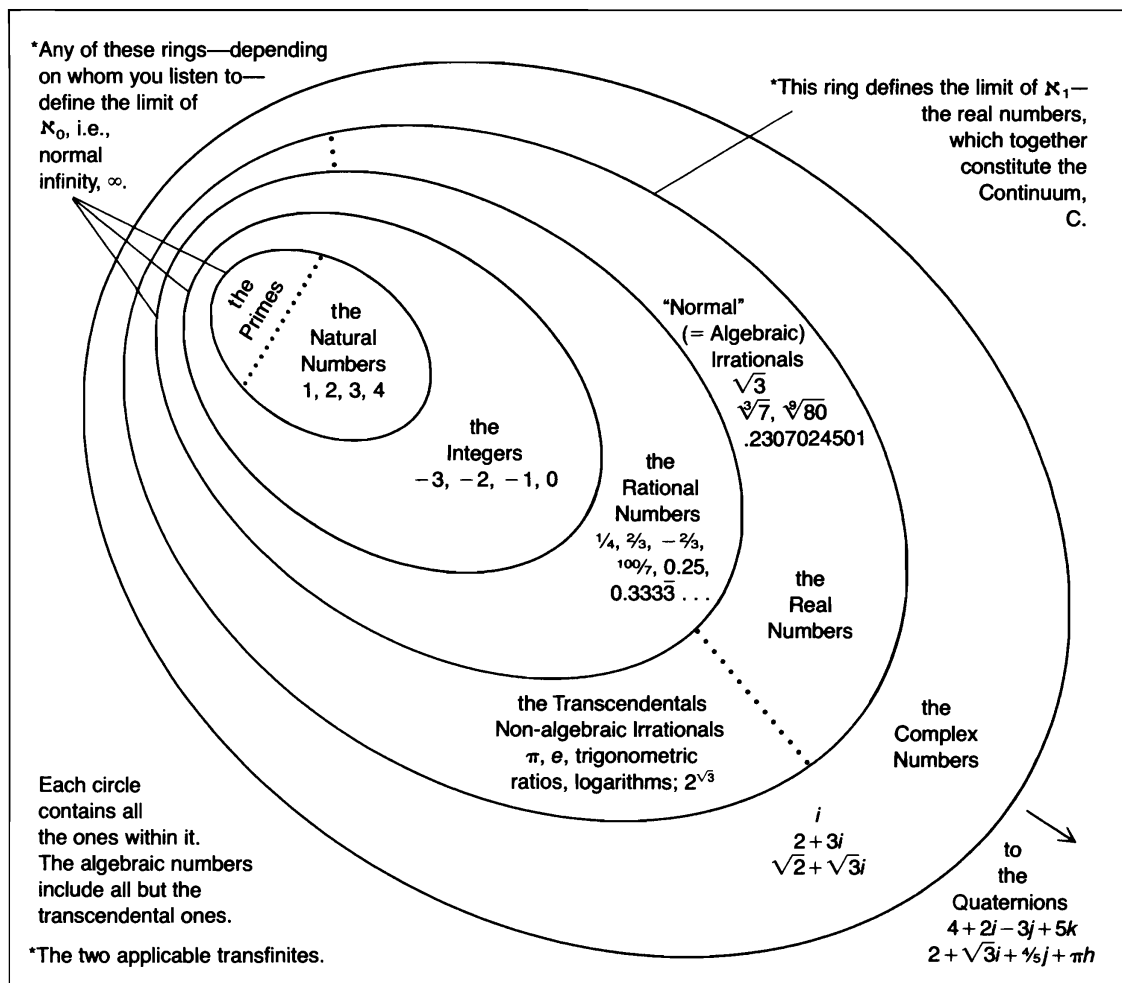 *Any of these rings—depending
on whom you listen to—
define the limit of
ℵ₀, i.e.,
normal
infinity, ∞.
*This ring defines the limit of ℵ₁—
the real numbers,
which together
constitute the
Continuum,
C.
the
Primes
the
Natural
Numbers
1, 2, 3, 4
the
Integers
−3, −2, −1, 0
the
Rational
Numbers
¼, ⅔, −⅔,
¹⁰⁰⁄₇, 0.25,
0.3333̅ . . .
"Normal"
(= Algebraic)
Irrationals
√3
∛7, ⁹√80
.2307024501
the
Real
Numbers
the Transcendentals
Non-algebraic Irrationals
π, e, trigonometric
ratios, logarithms; 2^√3
the
Complex
Numbers
i
2 + 3i
√2 + √3i
to
the
Quaternions
4 + 2i − 3j + 5k
2 + √3i + ⅘j + πh
Each circle
contains all
the ones within it.
The algebraic numbers
include all but the
transcendental ones.
*The two applicable transfinites.